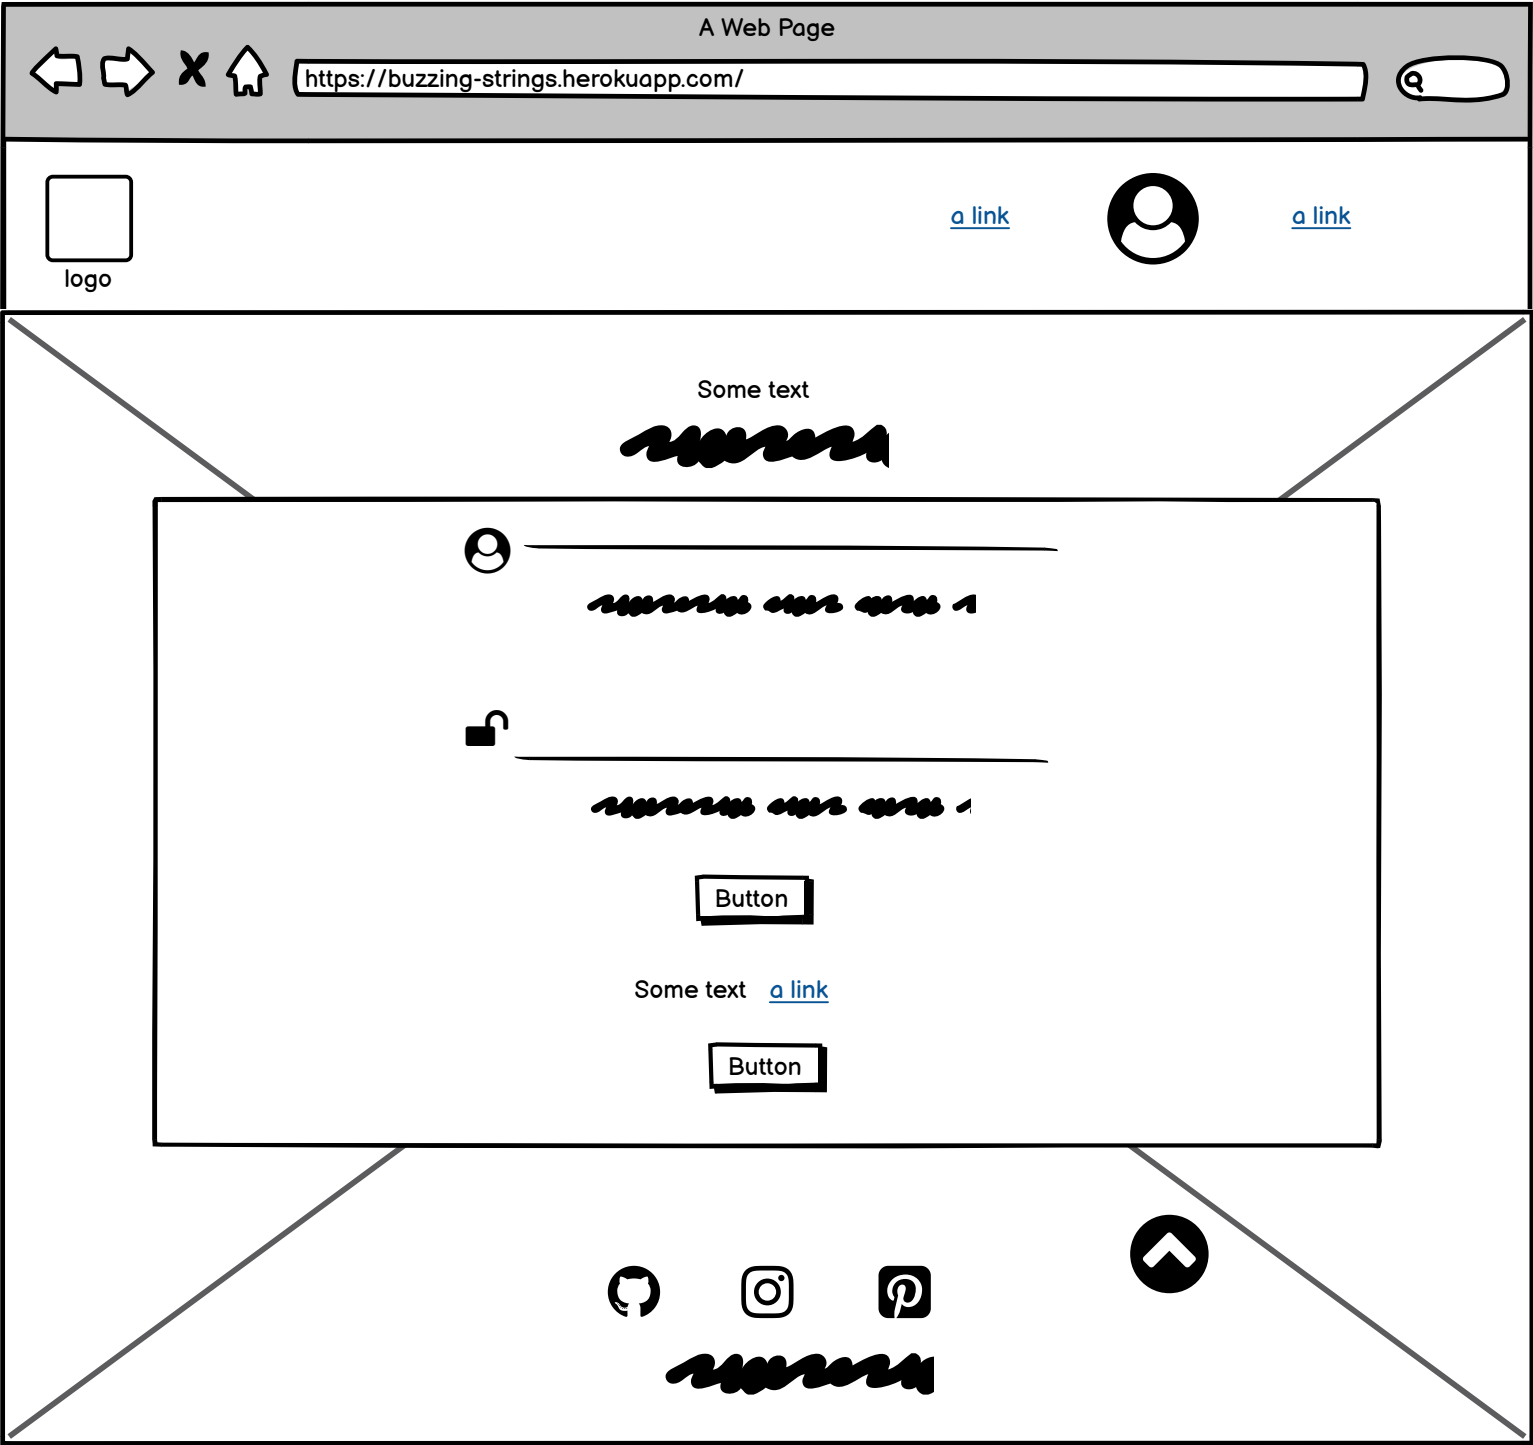 A Web Page
https://buzzing-strings.herokuapp.com/
a link
a link
logo
Some text
Button
Some text a link
Button